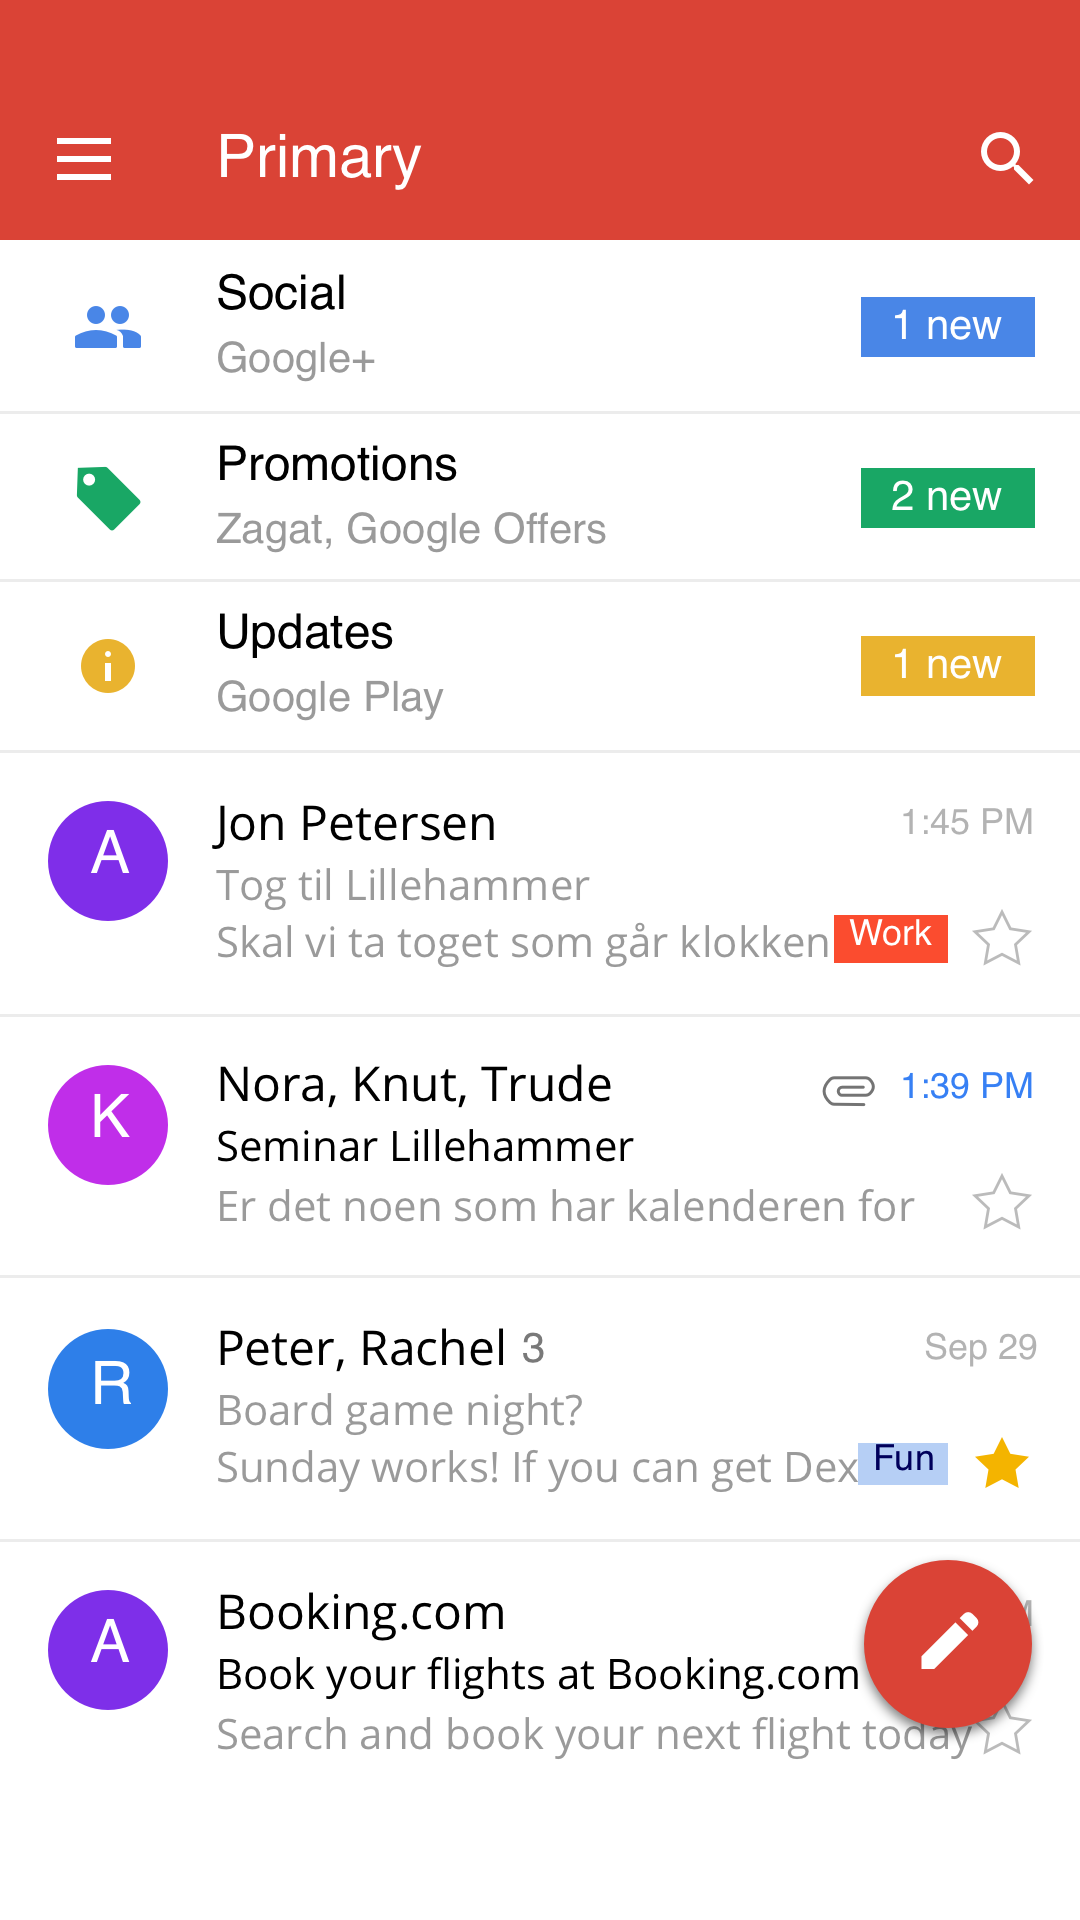 Primary
Social
Google+
1 new
Promotions
Zagat, Google Offers
2 new
Updates
Google Play
1 new
A
Jon Petersen
1:45 PM
Tog til Lillehammer
Skal vi ta toget som går klokken
Work
K
Nora, Knut, Trude
1:39 PM
Seminar Lillehammer
Er det noen som har kalenderen for
R
Peter, Rachel 3
Sep 29
Board game night?
Sunday works! If you can get Dex
Fun
A
Booking.com
Book your flights at Booking.com
Search and book your next flight today